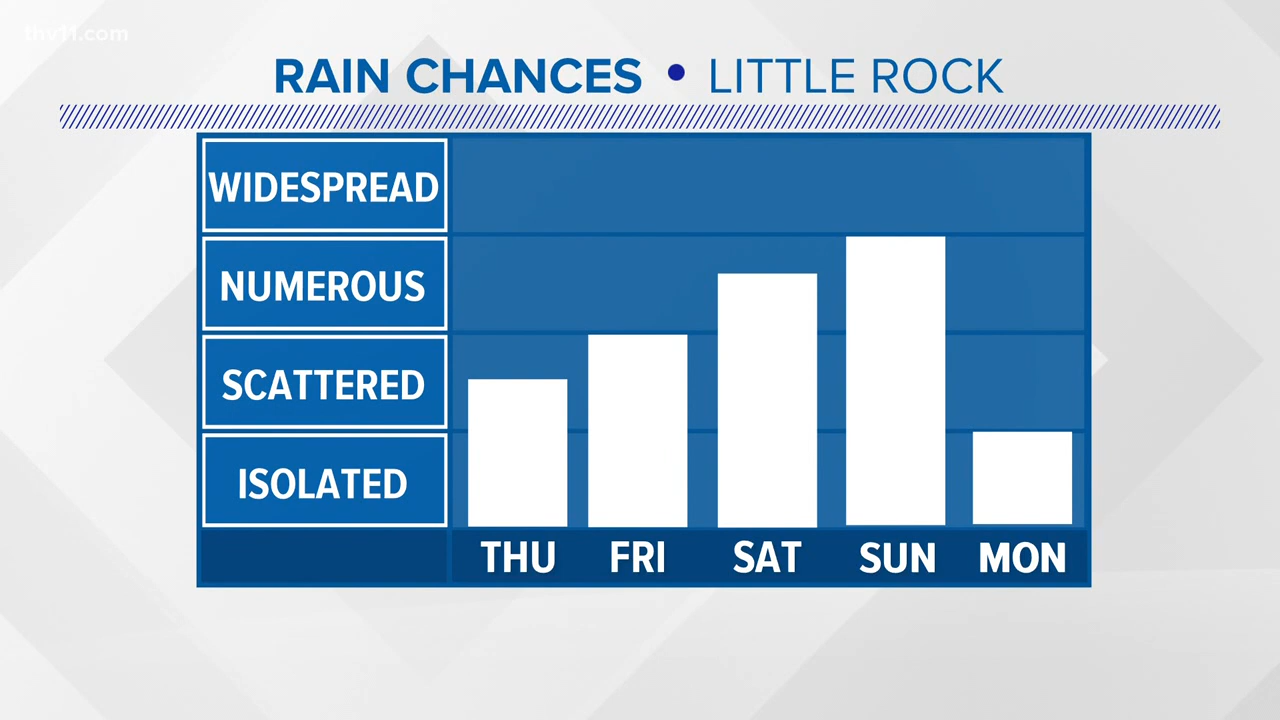 thv11.com
RAIN CHANCES • LITTLE ROCK
WIDESPREAD
NUMEROUS
SCATTERED
ISOLATED
THU FRI SAT SUN MON